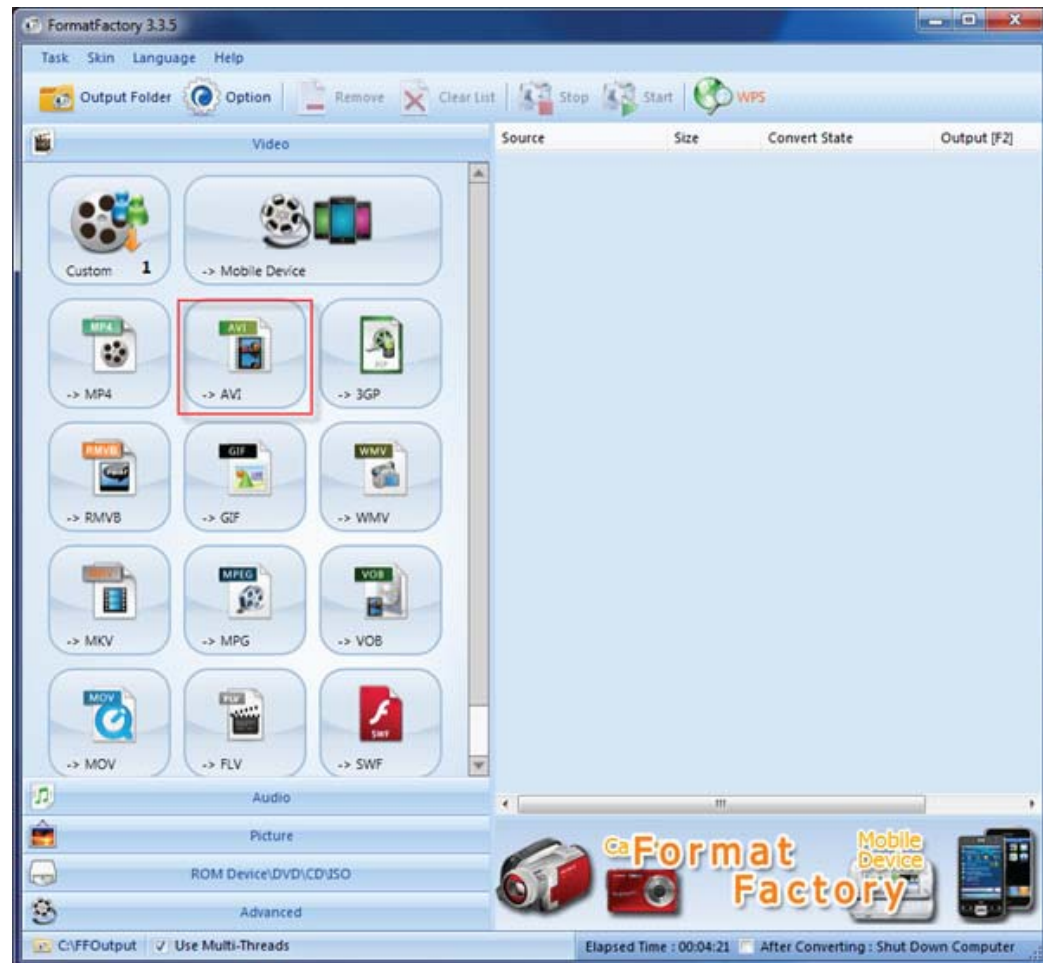 FormatFactory 3.3.5
Task Skin Language Help
Output Folder Option Remove Clear List Stop Start WPS
Video
Source Size Convert State Output [F2]
Custom 1 -> Mobile Device
MP4 AVI 3GP
-> MP4 -> AVI -> 3GP
RMVB GIF WMV
-> RMVB -> GIF -> WMV
MPEG VOB
-> MKV -> MPG -> VOB
MOV FLV SWF
-> MOV -> FLV -> SWF
Audio
Picture
ROM Device\DVD\CD\ISO
Advanced
Ca Format Factory
Mobile Device
C:\FFOutput Use Multi-Threads Elapsed Time : 00:04:21 After Converting : Shut Down Computer